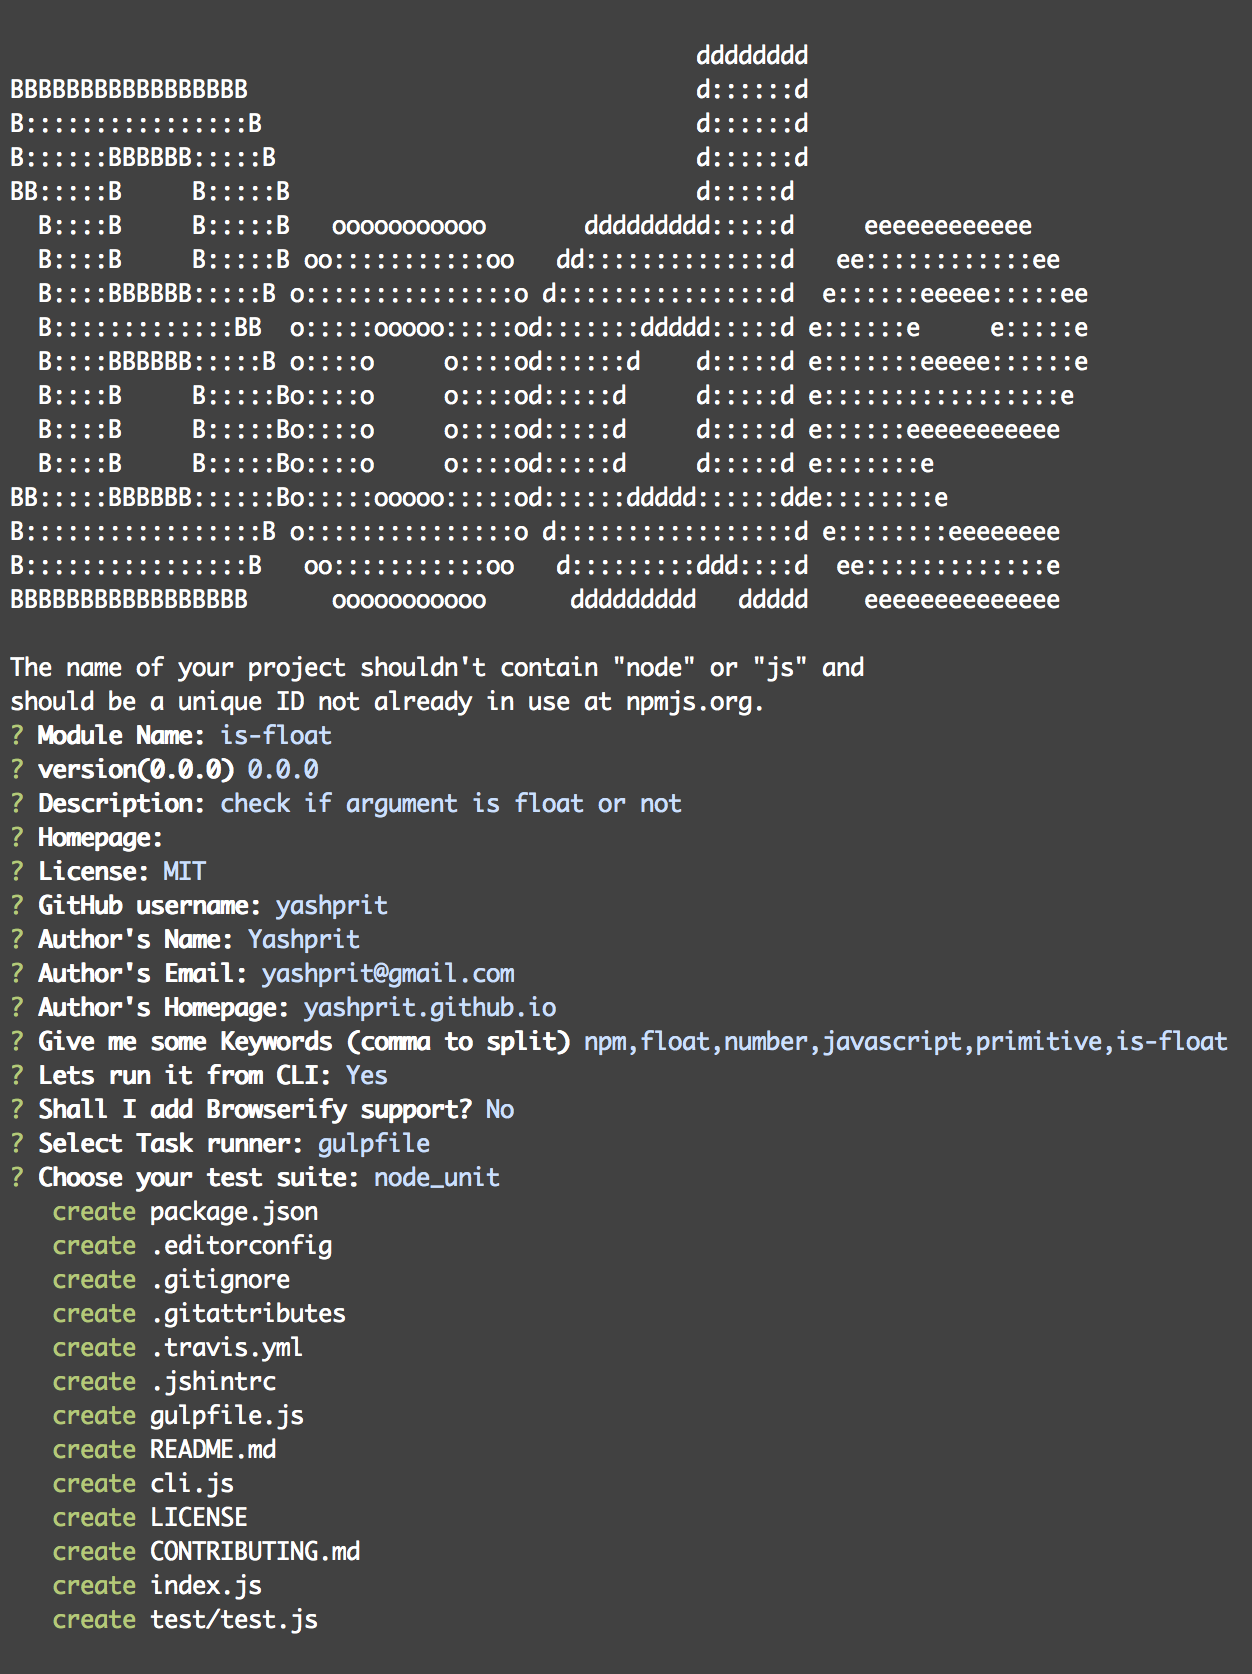 dddddddd
BBBBBBBBBBBBBBBBB                                d::::::d
B::::::::::::::::B                               d::::::d
B::::::BBBBBB:::::B                              d::::::d
BB:::::B     B:::::B                             d:::::d
  B::::B     B:::::B   ooooooooooo       ddddddddd:::::d     eeeeeeeeeeee
  B::::B     B:::::B oo:::::::::::oo   dd::::::::::::::d   ee::::::::::::ee
  B::::BBBBBB:::::B o:::::::::::::::o d::::::::::::::::d  e::::::eeeee:::::ee
  B:::::::::::::BB  o:::::ooooo:::::od:::::::ddddd:::::d e::::::e     e:::::e
  B::::BBBBBB:::::B o::::o     o::::od::::::d    d:::::d e:::::::eeeee::::::e
  B::::B     B:::::Bo::::o     o::::od:::::d     d:::::d e:::::::::::::::::e
  B::::B     B:::::Bo::::o     o::::od:::::d     d:::::d e::::::eeeeeeeeeee
  B::::B     B:::::Bo::::o     o::::od:::::d     d:::::d e:::::::e
BB:::::BBBBBB::::::Bo:::::ooooo:::::od::::::ddddd::::::dde::::::::e
B:::::::::::::::::B o:::::::::::::::o d:::::::::::::::::d e::::::::eeeeeeee
B::::::::::::::::B   oo:::::::::::oo   d:::::::::ddd::::d  ee:::::::::::::e
BBBBBBBBBBBBBBBBB      ooooooooooo      ddddddddd   ddddd    eeeeeeeeeeeeee
The name of your project shouldn't contain "node" or "js" and
should be a unique ID not already in use at npmjs.org.
? Module Name: is-float
? version(0.0.0) 0.0.0
? Description: check if argument is float or not
? Homepage:
? License: MIT
? GitHub username: yashprit
? Author's Name: Yashprit
? Author's Email: yashprit@gmail.com
? Author's Homepage: yashprit.github.io
? Give me some Keywords (comma to split) npm,float,number,javascript,primitive,is-float
? Lets run it from CLI: Yes
? Shall I add Browserify support? No
? Select Task runner: gulpfile
? Choose your test suite: node_unit
   create package.json
   create .editorconfig
   create .gitignore
   create .gitattributes
   create .travis.yml
   create .jshintrc
   create gulpfile.js
   create README.md
   create cli.js
   create LICENSE
   create CONTRIBUTING.md
   create index.js
   create test/test.js